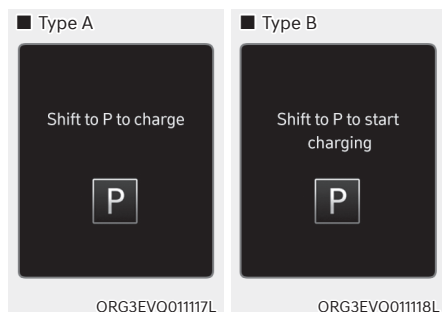 ■ Type A
Shift to P to charge
P
ORG3EVQ011117L
■ Type B
Shift to P to start
charging
P
ORG3EVQ011118L